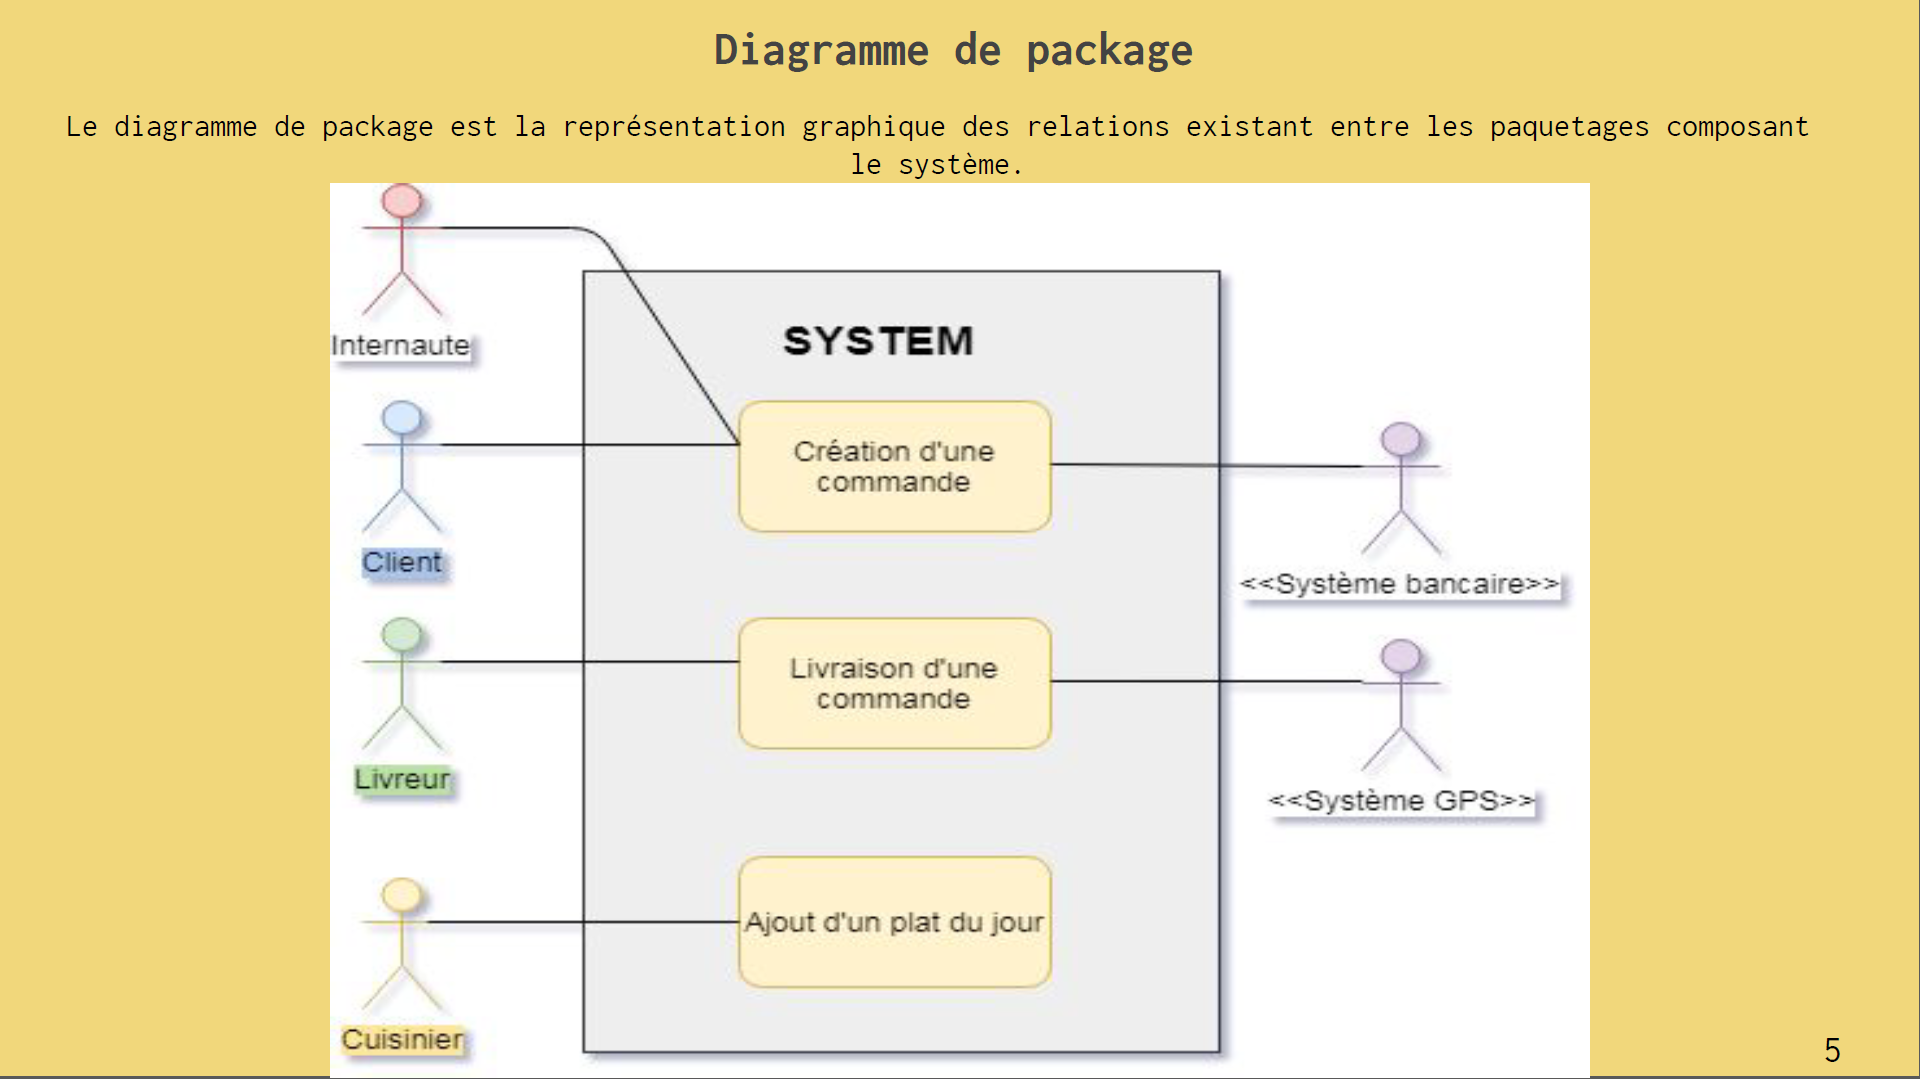 Diagramme de package
Le diagramme de package est la représentation graphique des relations existant entre les paquetages composant
le système.
Internaute
SYSTEM
Création d'une
commande
Client
<<Système bancaire>>
Livraison d'une
commande
Livreur
<<Système GPS>>
Ajout d'un plat du jour
Cuisinier
5